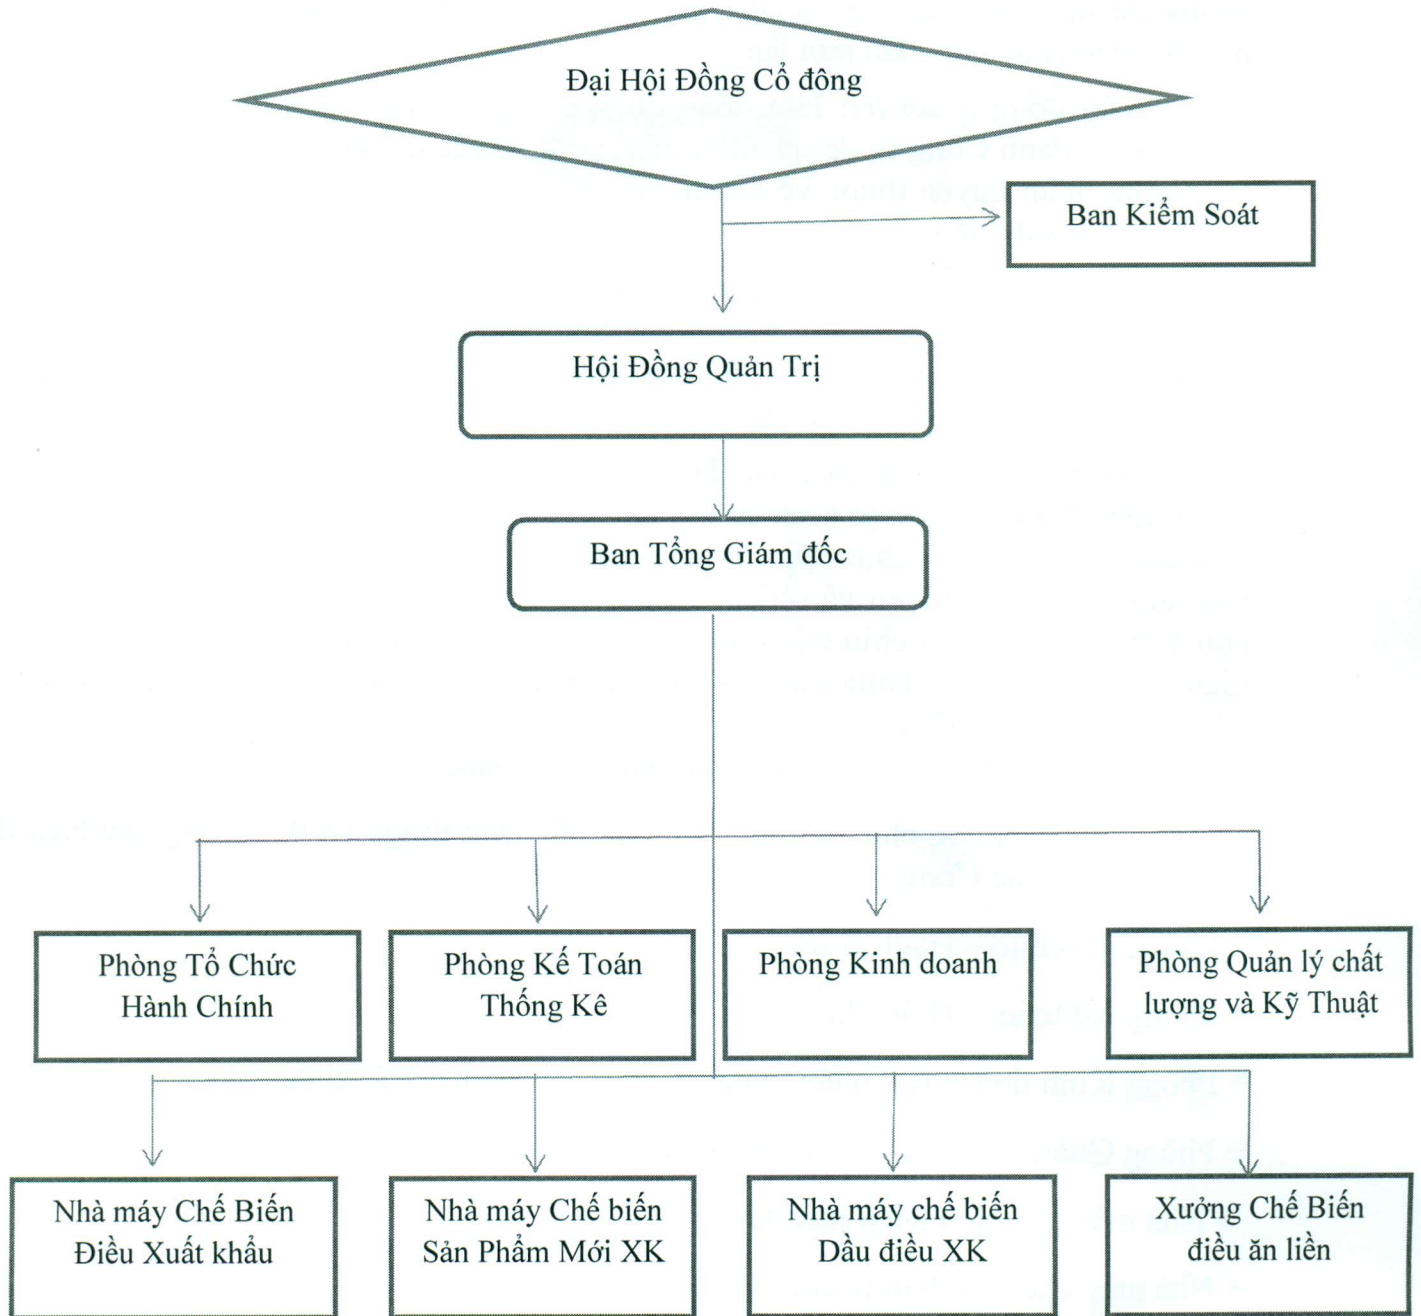 Đại Hội Đồng Cổ đông
Ban Kiểm Soát
Hội Đồng Quản Trị
Ban Tổng Giám đốc
Phòng Tổ Chức
Hành Chính
Phòng Kế Toán
Thống Kê
Phòng Kinh doanh
Phòng Quản lý chất
lượng và Kỹ Thuật
Nhà máy Chế Biến
Điều Xuất khẩu
Nhà máy Chế biến
Sản Phẩm Mới XK
Nhà máy chế biến
Dầu điều XK
Xưởng Chế Biến
điều ăn liền